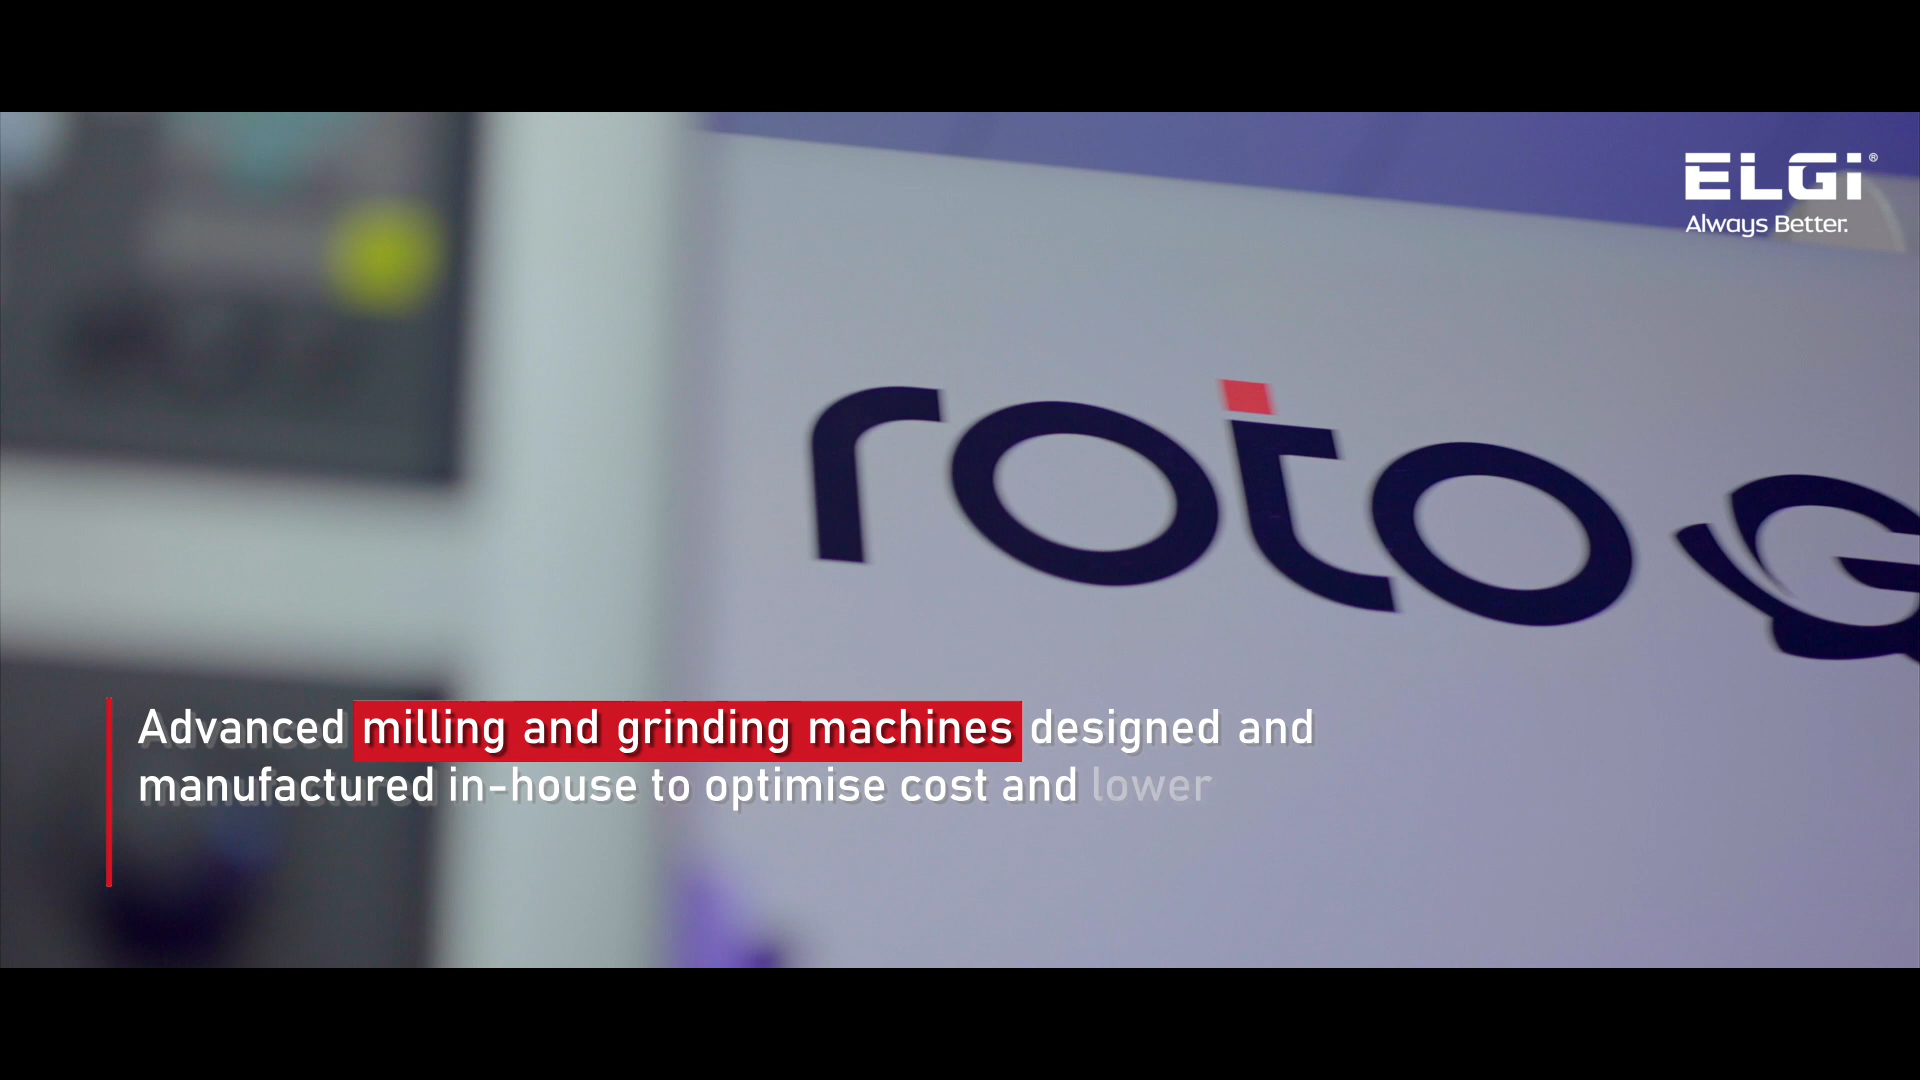 ELGi®
Always Better.
roto G
Advanced milling and grinding machines designed and
manufactured in-house to optimise cost and lower